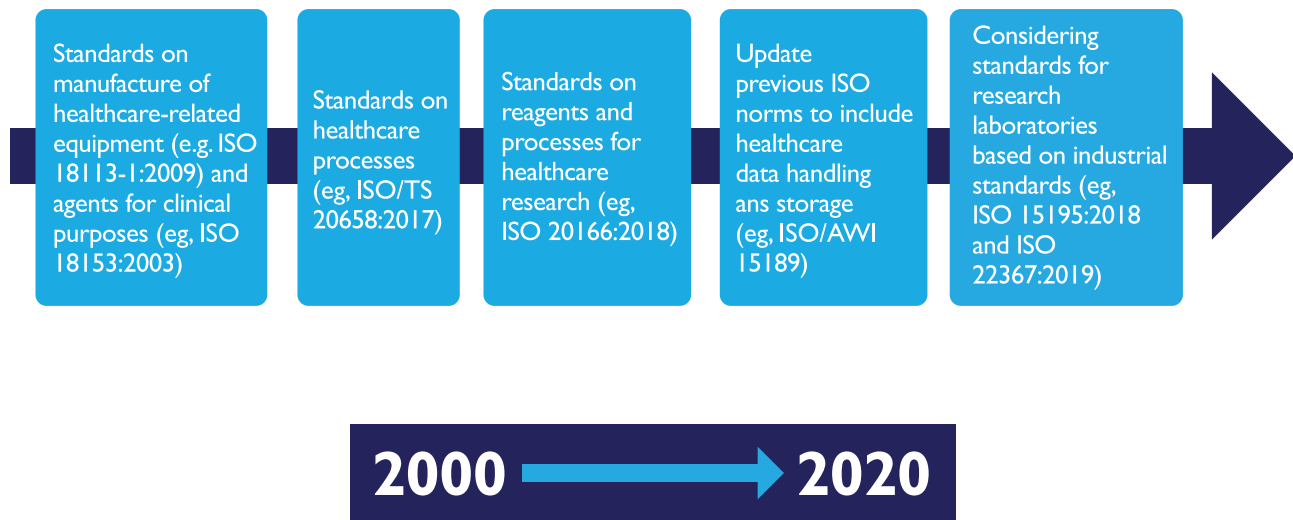 Standards on
manufacture of
healthcare-related
equipment (e.g. ISO
18113-1:2009) and
agents for clinical
purposes (eg, ISO
18153:2003)
Standards on
healthcare
processes
(eg, ISO/TS
20658:2017)
Standards on
reagents and
processes for
healthcare
research (eg,
ISO 20166:2018)
Update
previous ISO
norms to include
healthcare
data handling
ans storage
(eg, ISO/AWI
15189)
Considering
standards for
research
laboratories
based on industrial
standards (eg,
ISO 15195:2018
and ISO
22367:2019)
2000 2020